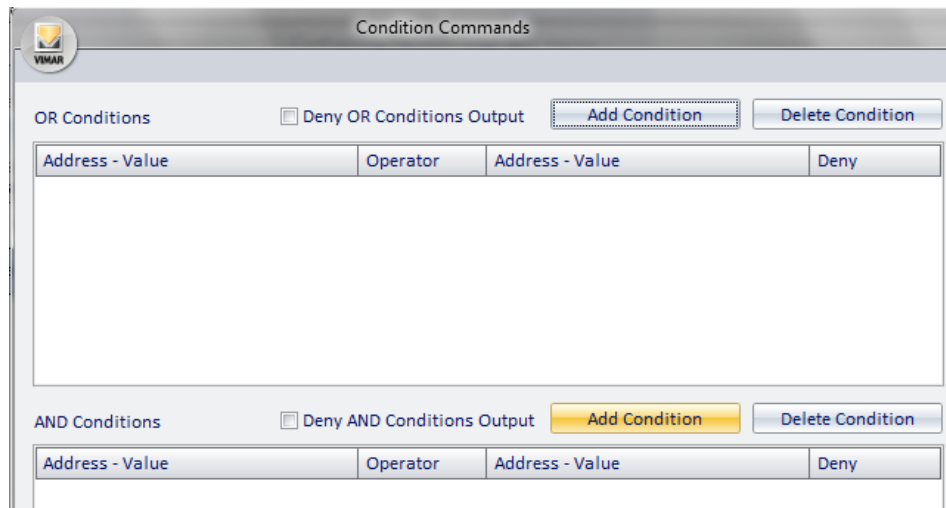 Condition Commands
VIMAR
OR Conditions Deny OR Conditions Output Add Condition Delete Condition
Address - Value Operator Address - Value Deny
AND Conditions Deny AND Conditions Output Add Condition Delete Condition
Address - Value Operator Address - Value Deny